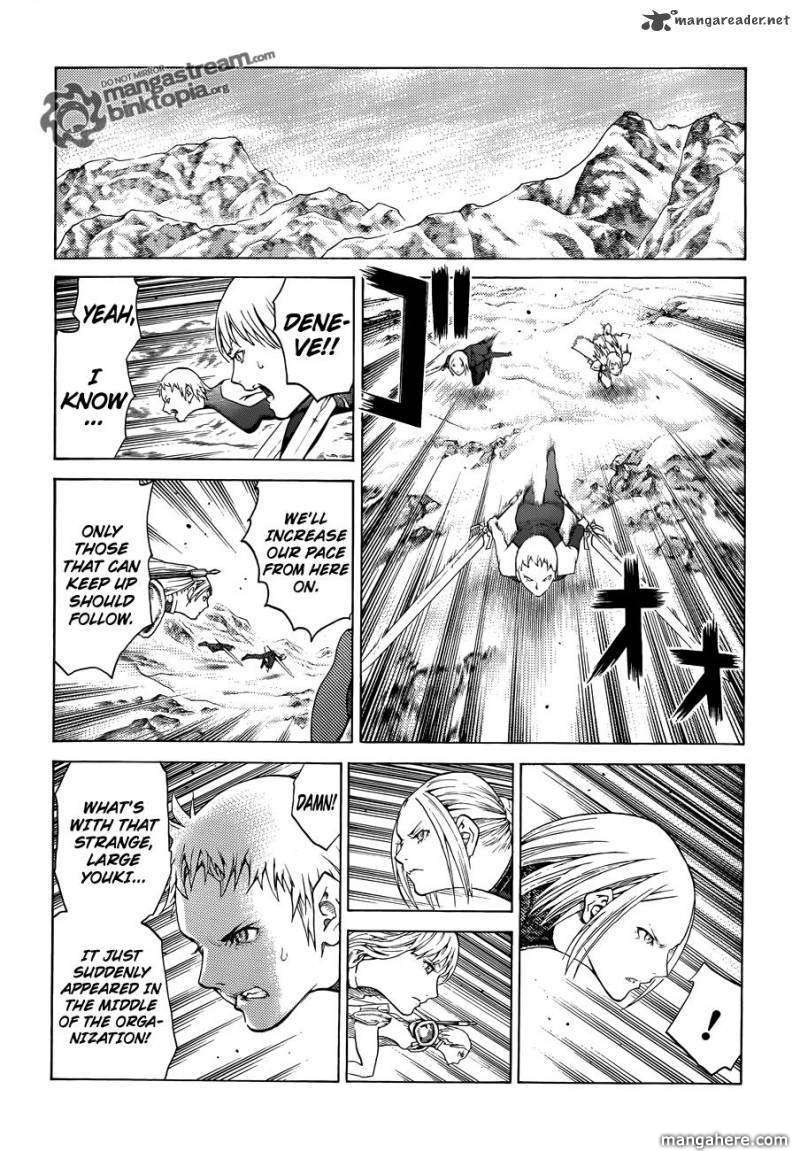 mangareader.net
DO NOT MIRROR
mangastream.com
binktopia.org
ゴオオ
!
DENE-
VE!!
YEAH,
I
KNOW
...
WE'LL
INCREASE
OUR PACE
FROM HERE
ON.
ONLY
THOSE
THAT CAN
KEEP UP
SHOULD
FOLLOW.
DAMN!
WHAT'S
WITH THAT
STRANGE,
LARGE
YOUKI...
IT JUST
SUDDENLY
APPEARED IN
THE MIDDLE
OF THE ORGA-
NIZATION!
mangahere.com